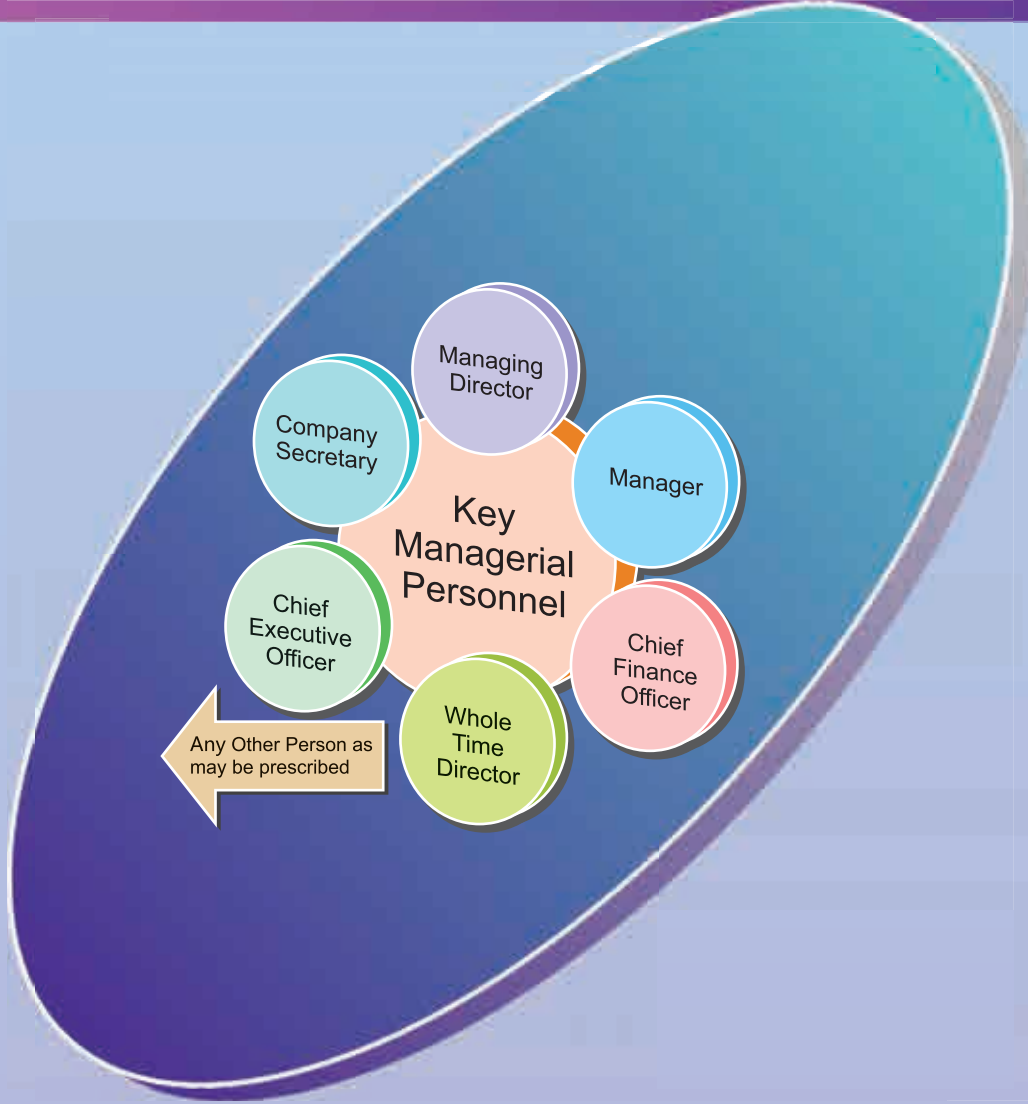 Key
Managerial
Personnel
Managing
Director
Manager
Chief
Finance
Officer
Whole
Time
Director
Chief
Executive
Officer
Company
Secretary
Any Other Person as
may be prescribed